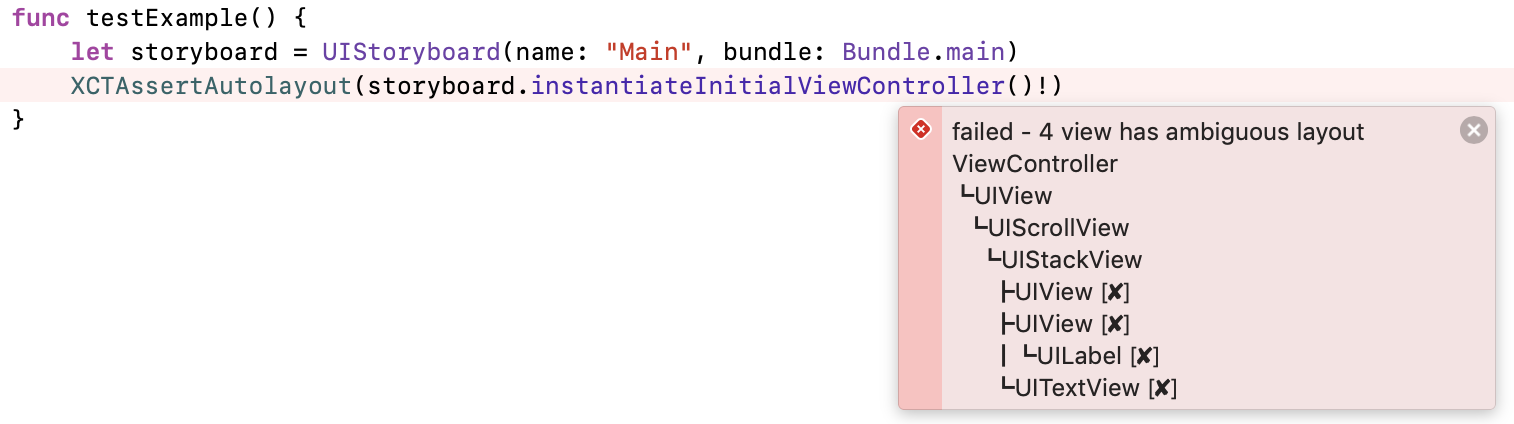 func testExample() {
    let storyboard = UIStoryboard(name: "Main", bundle: Bundle.main)
    XCTAssertAutolayout(storyboard.instantiateInitialViewController()!)
}
failed - 4 view has ambiguous layout
ViewController
 ┗UIView
  ┗UIScrollView
   ┗UIStackView
    ┣UIView [✘]
    ┣UIView [✘]
    ┃┗UILabel [✘]
    ┗UITextView [✘]